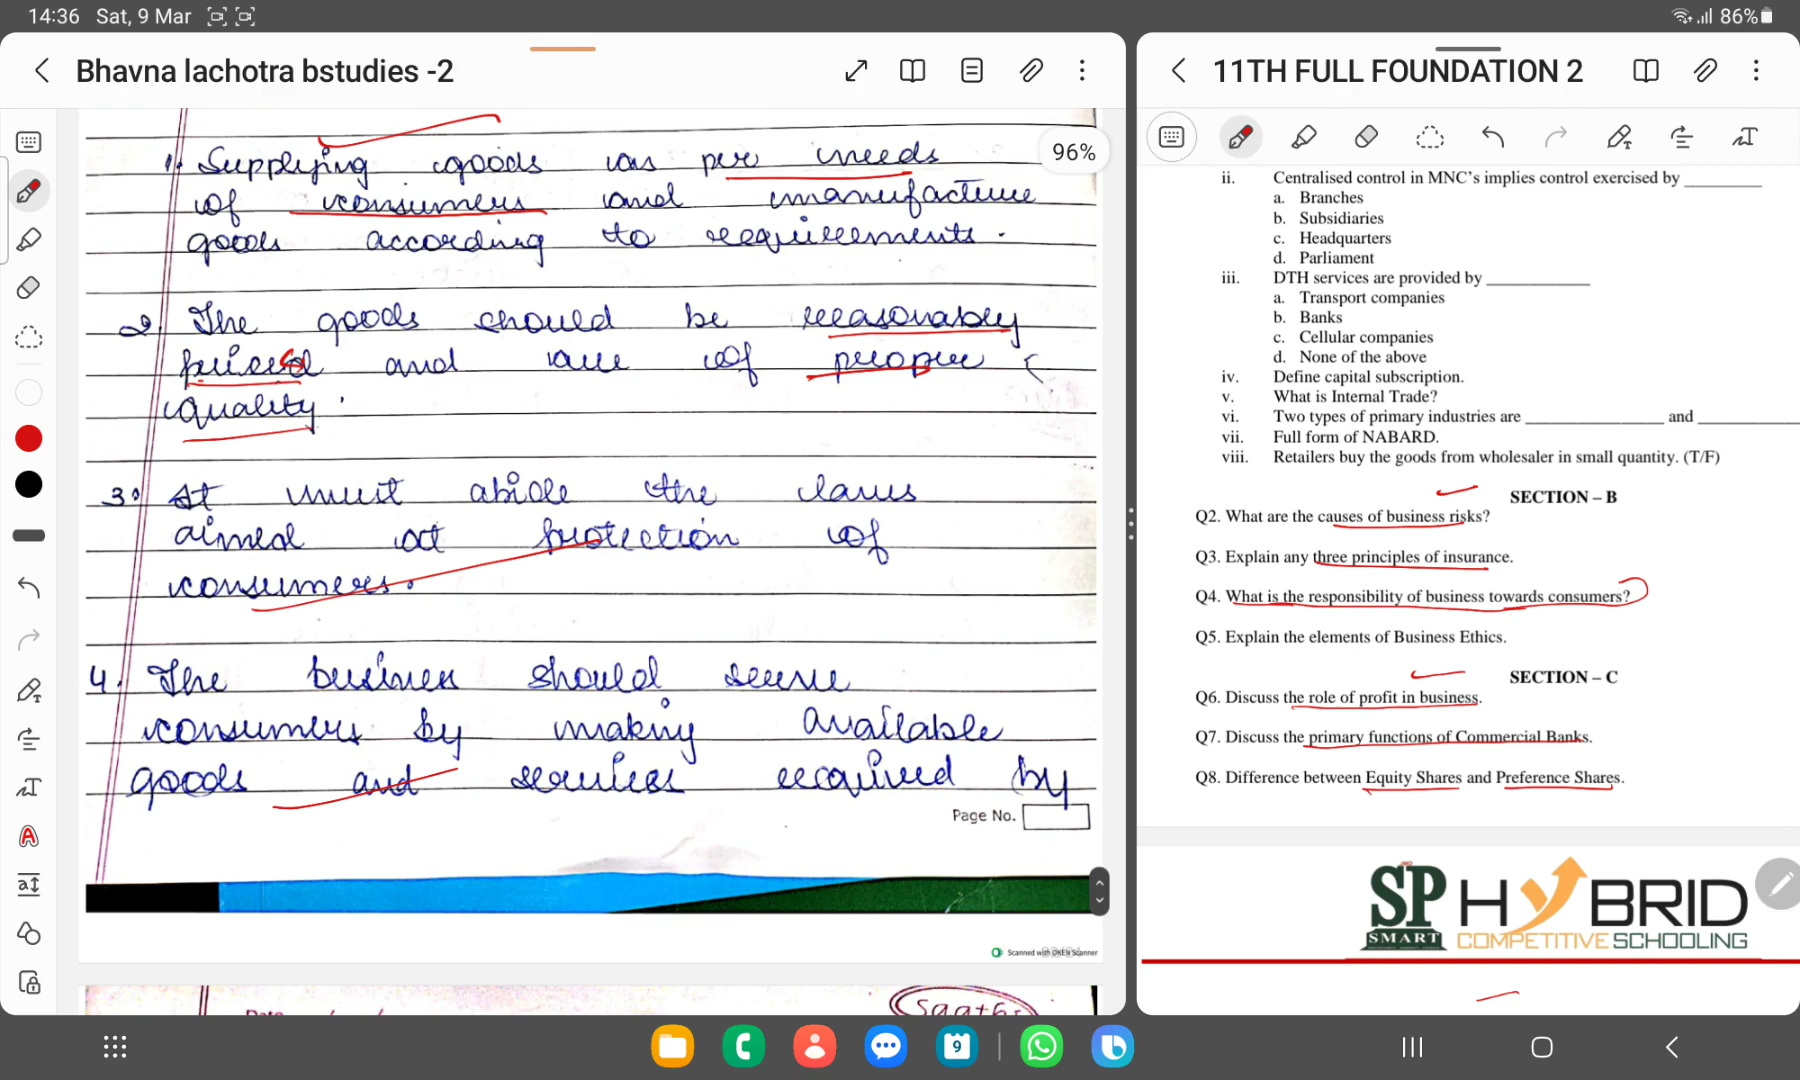 14:36 Sat, 9 Mar
86%
Bhavna lachotra bstudies -2
96%
1. Supplying goods as per needs
of consumers and manufacture
goods according to requirements.
2. The goods should be reasonably
priced and are of proper
quality.
3. It must abide the laws
aimed at protection of
consumers.
4. The business should serve
consumers by making available
goods and services required by
Page No.
Scanned with OKEN Scanner
Saathi
11TH FULL FOUNDATION 2
ii. Centralised control in MNC's implies control exercised by ________
a. Branches
b. Subsidiaries
c. Headquarters
d. Parliament
iii. DTH services are provided by ___________
a. Transport companies
b. Banks
c. Cellular companies
d. None of the above
iv. Define capital subscription.
v. What is Internal Trade?
vi. Two types of primary industries are ______________ and ___________
vii. Full form of NABARD.
viii. Retailers buy the goods from wholesaler in small quantity. (T/F)
SECTION – B
Q2. What are the causes of business risks?
Q3. Explain any three principles of insurance.
Q4. What is the responsibility of business towards consumers?
Q5. Explain the elements of Business Ethics.
SECTION – C
Q6. Discuss the role of profit in business.
Q7. Discuss the primary functions of Commercial Banks.
Q8. Difference between Equity Shares and Preference Shares.
SP HYBRID
SMART COMPETITIVE SCHOOLING
9